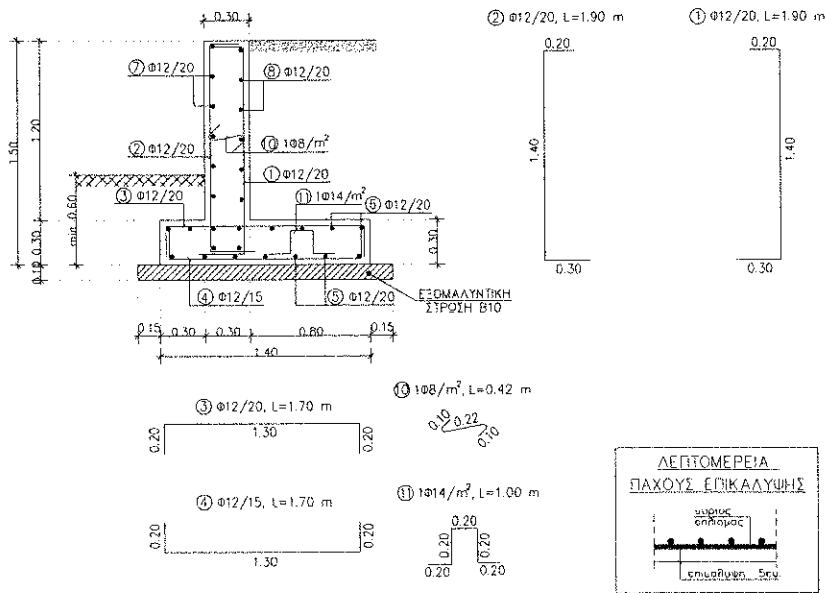 0.30
② Φ12/20, L=1.90 m
① Φ12/20, L=1.90 m
0.20
0.20
⑦ Φ12/20
⑧ Φ12/20
1.50
1.20
⑩ 1Φ8/m²
② Φ12/20
① Φ12/20
1.40
1.40
③ Φ12/20
⑪ 1Φ14/m²
⑤ Φ12/20
min 0.60
0.30
0.30
0.10
0.30
0.30
④ Φ12/15
⑤ Φ12/20
ΕΞΟΜΑΛΥΝΤΙΚΗ
ΣΤΡΩΣΗ Β10
0.15
0.30
0.30
0.80
0.15
1.40
③ Φ12/20, L=1.70 m
0.20
1.30
0.20
⑩ 1Φ8/m², L=0.42 m
0.10
0.22
0.10
④ Φ12/15, L=1.70 m
0.20
1.30
0.20
⑪ 1Φ14/m², L=1.00 m
0.20
0.20
0.20
0.20
0.20
ΛΕΠΤΟΜΕΡΕΙΑ
ΠΑΧΟΥΣ ΕΠΙΚΑΛΥΨΗΣ
κυριος
οπλισμος
επικαλυψη